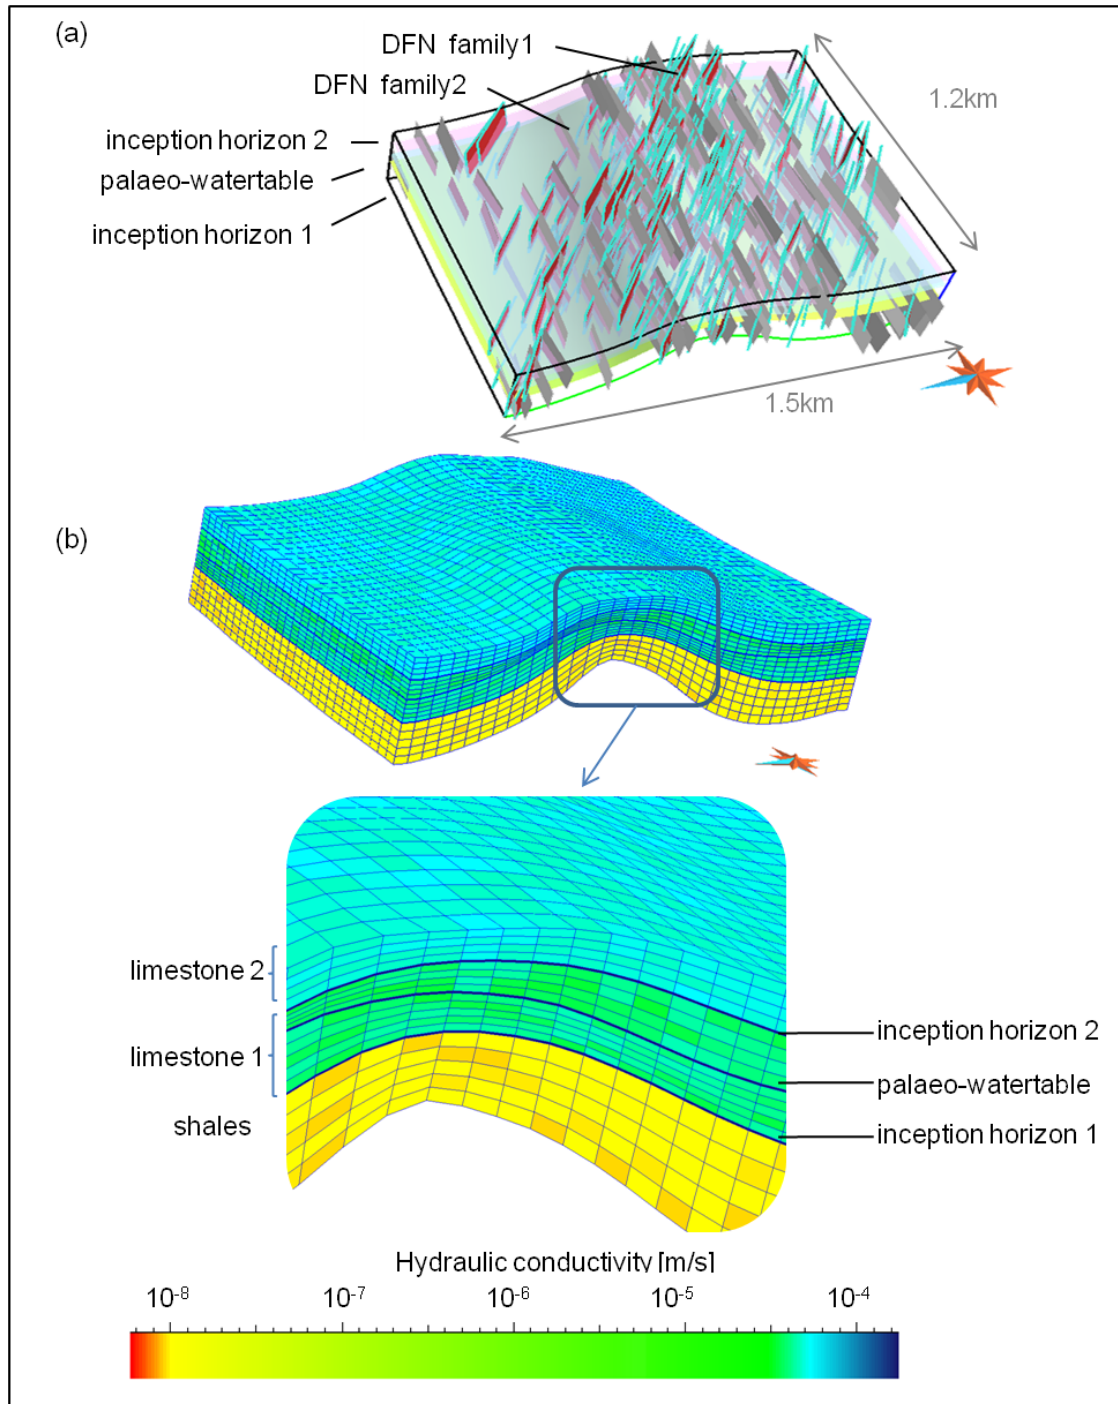 (a)
DFN family1
DFN family2
inception horizon 2
palaeo-watertable
inception horizon 1
1.2km
1.5km
(b)
limestone 2
limestone 1
shales
inception horizon 2
palaeo-watertable
inception horizon 1
Hydraulic conductivity [m/s]
10⁻⁸ 10⁻⁷ 10⁻⁶ 10⁻⁵ 10⁻⁴